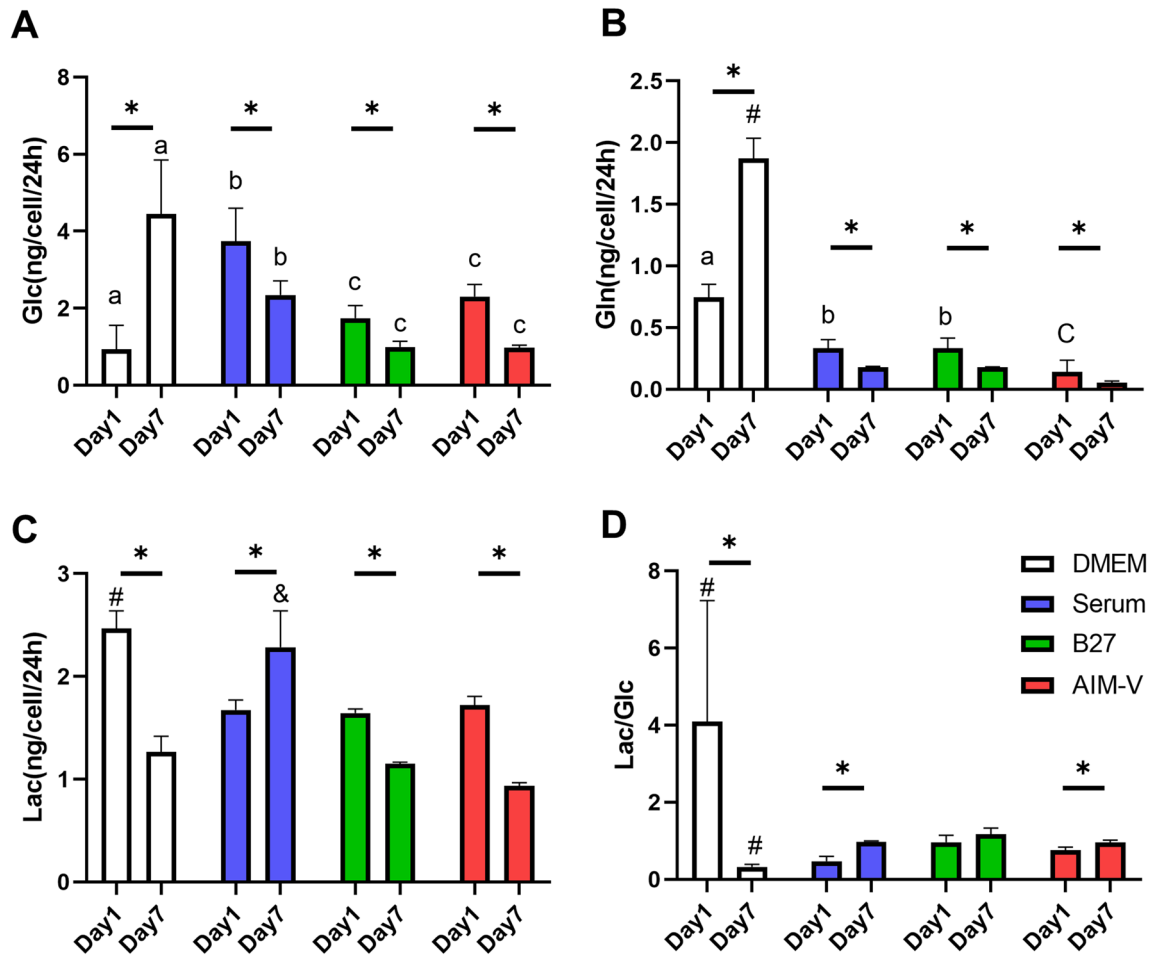 A
Glc(ng/cell/24h)
8
6
4
2
0
* * * *
a a b b c c c c
Day1 Day7 Day1 Day7 Day1 Day7 Day1 Day7
B
Gln(ng/cell/24h)
2.5
2.0
1.5
1.0
0.5
0.0
* * * *
a # b b C
Day1 Day7 Day1 Day7 Day1 Day7 Day1 Day7
C
Lac(ng/cell/24h)
3
2
1
0
* * * *
# &
Day1 Day7 Day1 Day7 Day1 Day7 Day1 Day7
D
Lac/Glc
8
6
4
2
0
* * *
# #
Day1 Day7 Day1 Day7 Day1 Day7 Day1 Day7
DMEM
Serum
B27
AIM-V